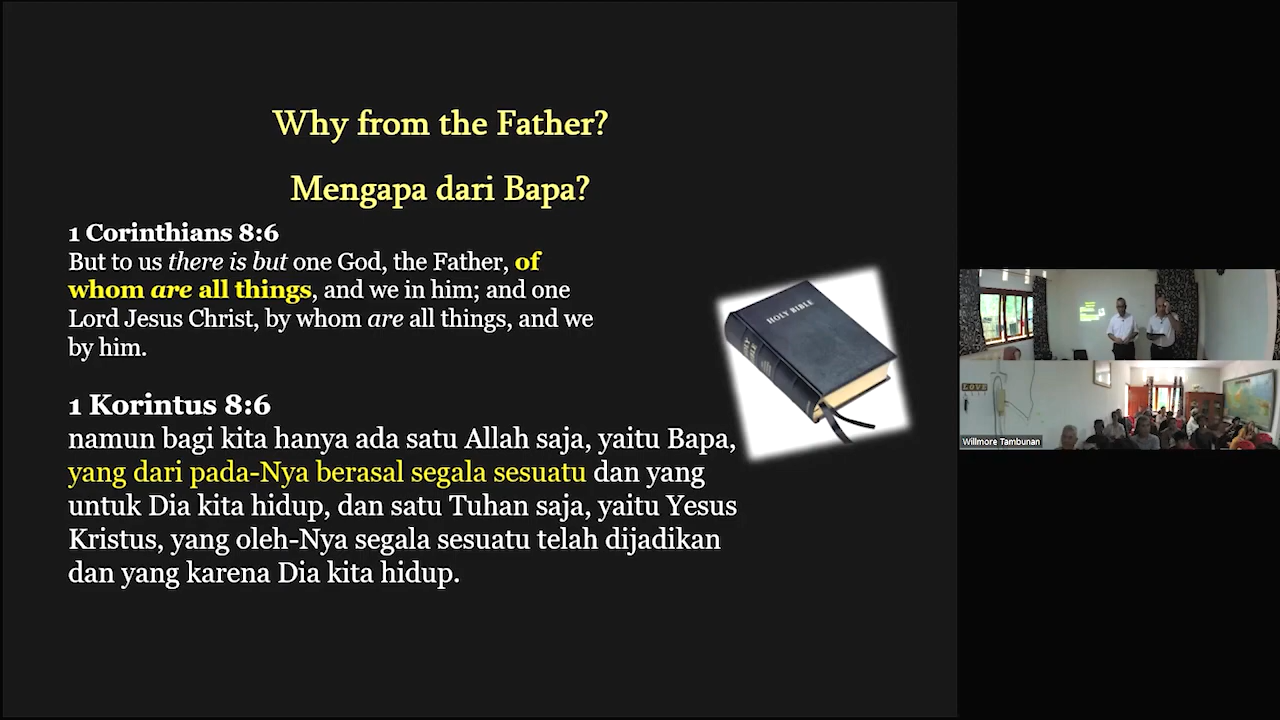 Why from the Father?
Mengapa dari Bapa?
1 Corinthians 8:6
But to us there is but one God, the Father, of
whom are all things, and we in him; and one
Lord Jesus Christ, by whom are all things, and we
by him.
1 Korintus 8:6
namun bagi kita hanya ada satu Allah saja, yaitu Bapa,
yang dari pada-Nya berasal segala sesuatu dan yang
untuk Dia kita hidup, dan satu Tuhan saja, yaitu Yesus
Kristus, yang oleh-Nya segala sesuatu telah dijadikan
dan yang karena Dia kita hidup.
HOLY BIBLE
HOLY BIBLE
LOVE
Willmore Tambunan